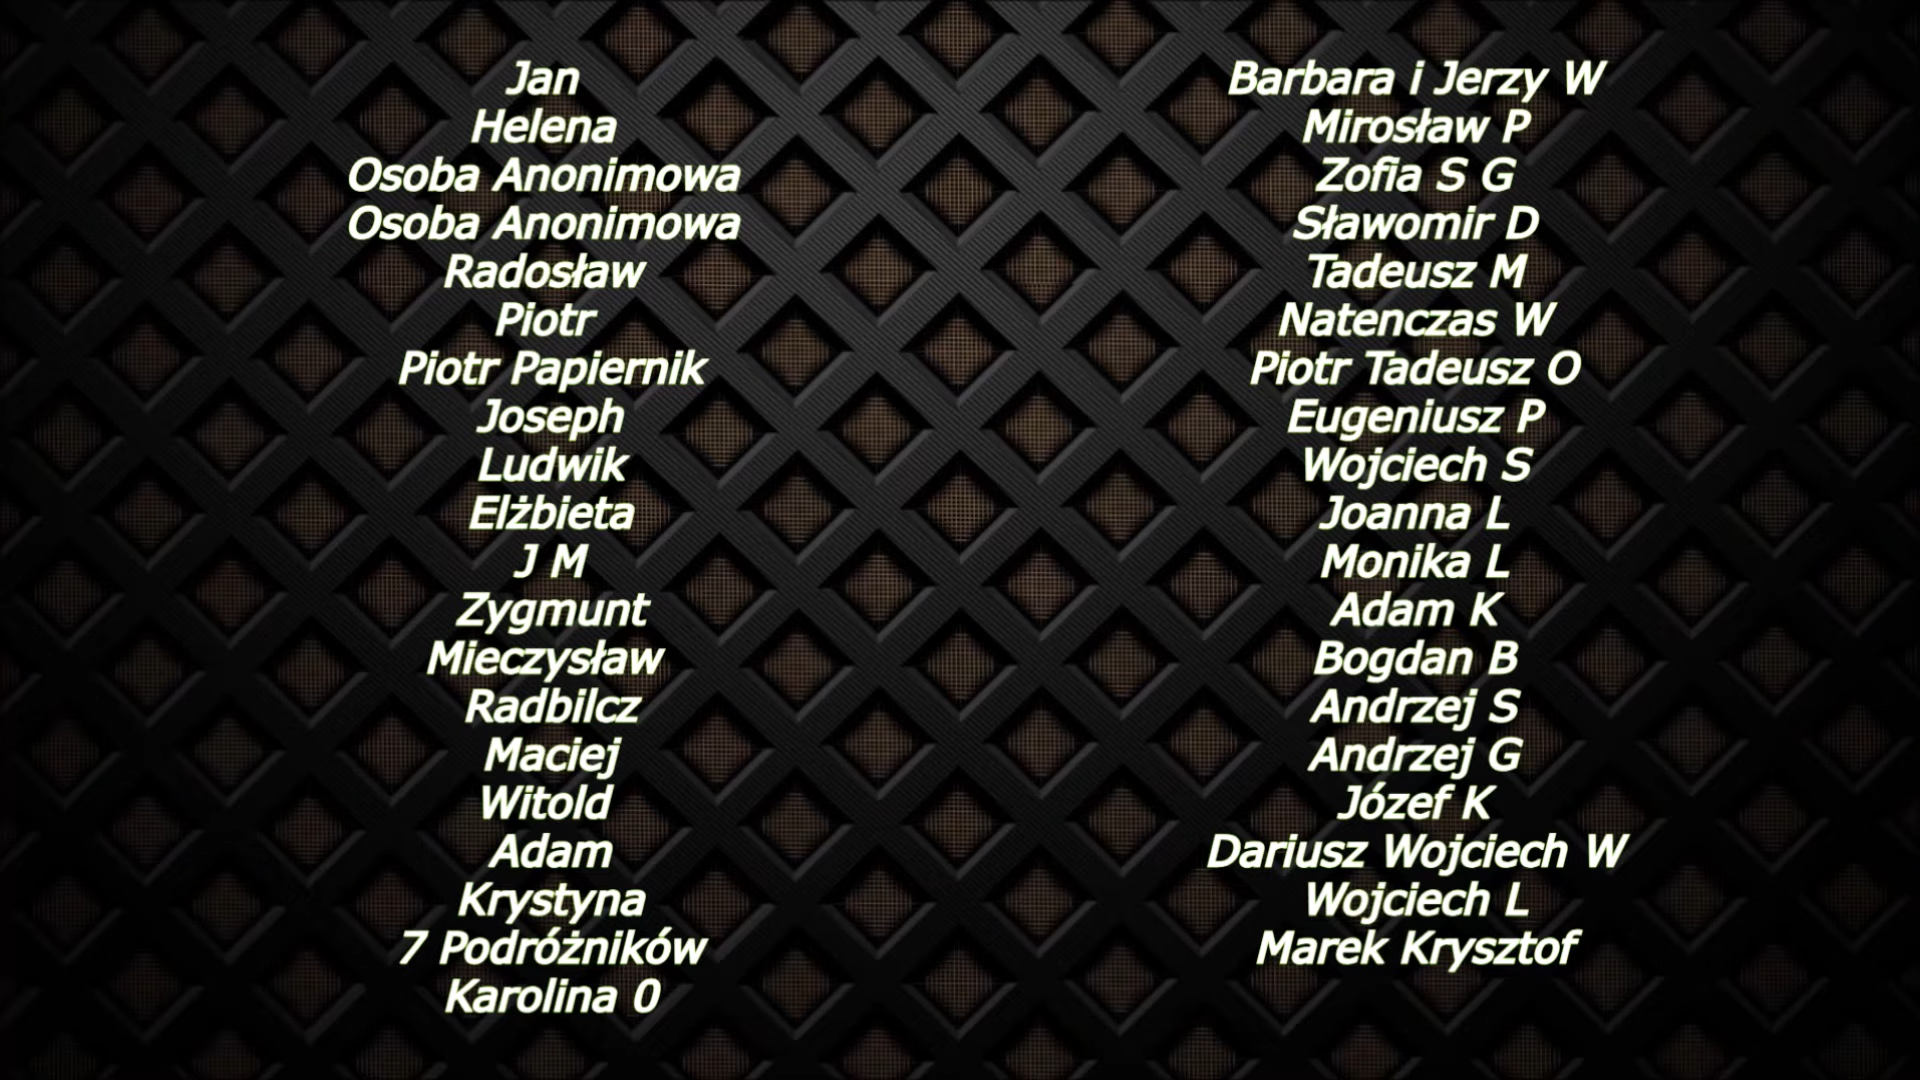 Jan
Helena
Osoba Anonimowa
Osoba Anonimowa
Radosław
Piotr
Piotr Papiernik
Joseph
Ludwik
Elżbieta
J M
Zygmunt
Mieczysław
Radbilcz
Maciej
Witold
Adam
Krystyna
7 Podróżników
Karolina 0
Barbara i Jerzy W
Mirosław P
Zofia S G
Sławomir D
Tadeusz M
Natenczas W
Piotr Tadeusz O
Eugeniusz P
Wojciech S
Joanna L
Monika L
Adam K
Bogdan B
Andrzej S
Andrzej G
Józef K
Dariusz Wojciech W
Wojciech L
Marek Krysztof